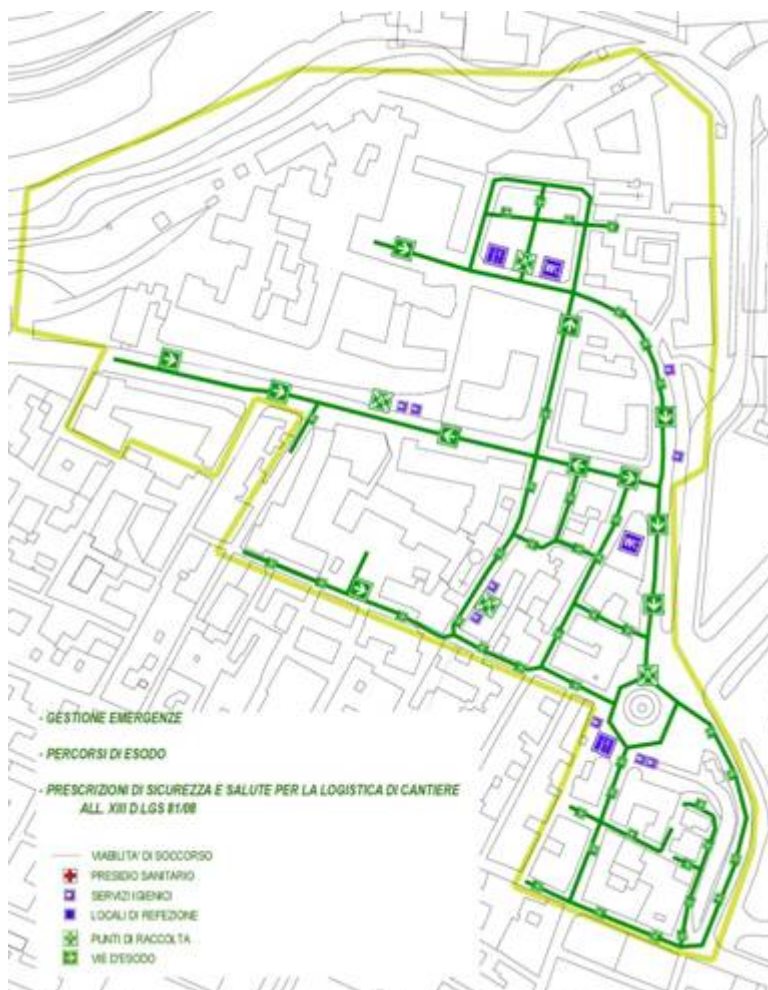 - GESTIONE EMERGENZE
- PERCORSI DI ESODO
- PRESCRIZIONI DI SICUREZZA E SALUTE PER LA LOGISTICA DI CANTIERE
ALL. XIII D.LGS 81/08
VIABILITA' DI SOCCORSO
PRESIDIO SANITARIO
SERVIZI IGIENICI
LOCALI DI REFEZIONE
PUNTI DI RACCOLTA
VIE D'ESODO